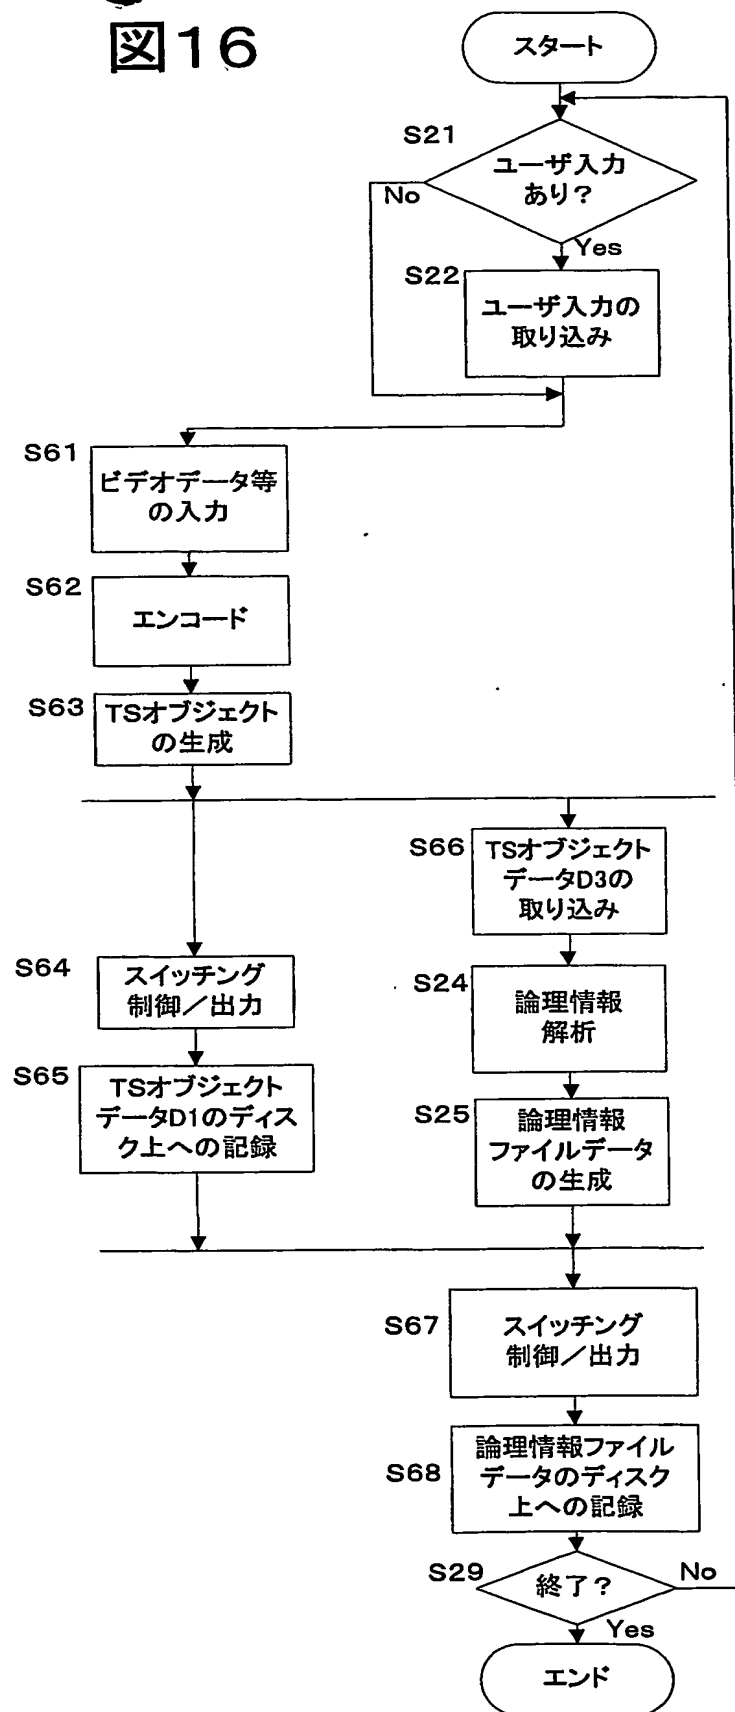 図16
スタート
S21
ユーザ入力
あり?
No
Yes
S22
ユーザ入力の
取り込み
S61
ビデオデータ等
の入力
S62
エンコード
S63
TSオブジェクト
の生成
S66
TSオブジェクト
データD3の
取り込み
S64
スイッチング
制御/出力
S24
論理情報
解析
S65
TSオブジェクト
データD1のディス
ク上への記録
S25
論理情報
ファイルデータ
の生成
S67
スイッチング
制御/出力
S68
論理情報ファイル
データのディスク
上への記録
S29
終了?
No
Yes
エンド